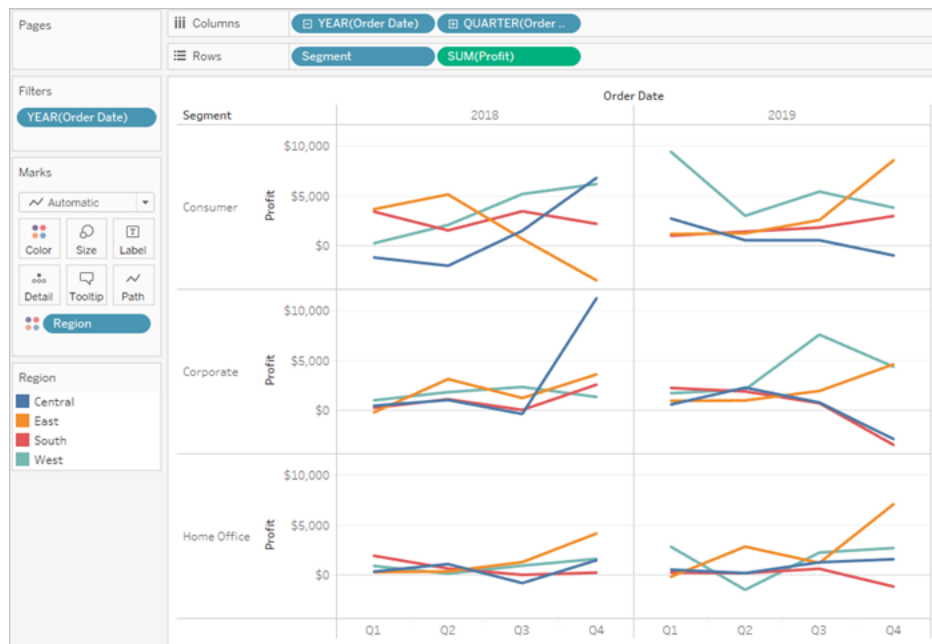 Pages
Columns
YEAR(Order Date)
QUARTER(Order ..
Rows
Segment
SUM(Profit)
Filters
YEAR(Order Date)
Marks
Automatic
Color
Size
Label
Detail
Tooltip
Path
Region
Region
Central
East
South
West
Order Date
Segment
2018
2019
Consumer
Profit
$10,000
$5,000
$0
Corporate
Profit
$10,000
$5,000
$0
Home Office
Profit
$10,000
$5,000
$0
Q1 Q2 Q3 Q4 Q1 Q2 Q3 Q4